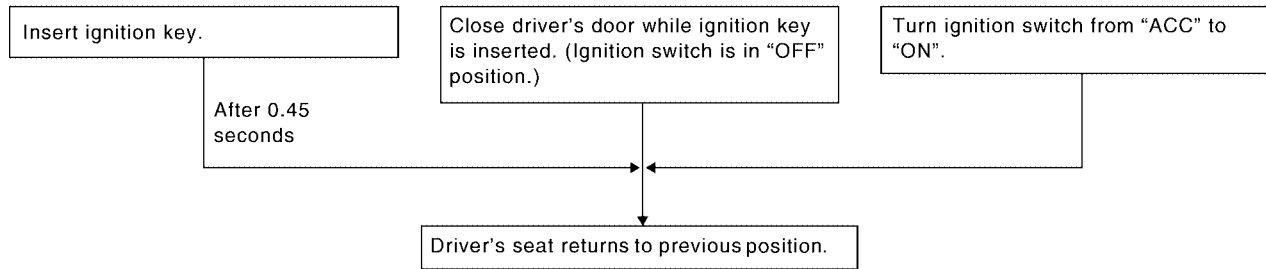 Insert ignition key.
Close driver's door while ignition key
is inserted. (Ignition switch is in “OFF”
position.)
Turn ignition switch from “ACC” to
“ON”.
After 0.45
seconds
Driver's seat returns to previous position.